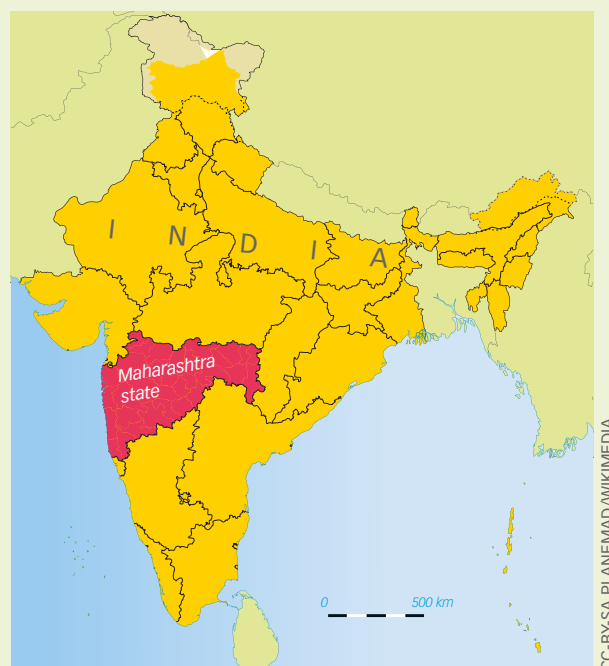 I N D I A
Maharashtra
state
0 500 km
CC-BY-SA PLANEMAD/WIKIMEDIA